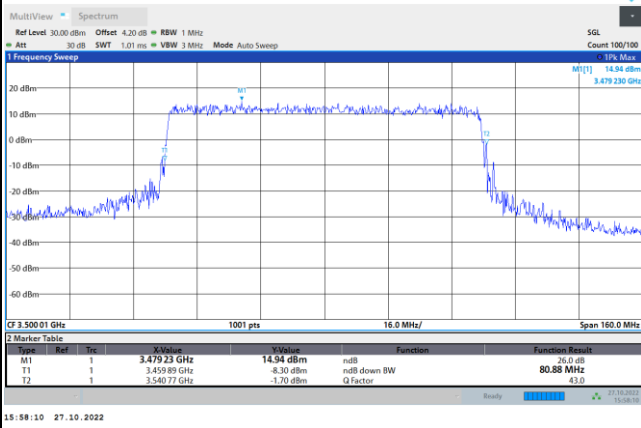 MultiView Spectrum
Ref Level 30.00 dBm Offset 4.20 dB RBW 1 MHz SGL
Att 30 dB SWT 1.01 ms VBW 3 MHz Mode Auto Sweep Count 100/100
1 Frequency Sweep 1Pk Max
M1[1] 14.94 dBm
3.479 230 GHz
20 dBm
M1
10 dBm
T2
0 dBm
T1
-10 dBm
-20 dBm
-30 dBm
-40 dBm
-50 dBm
-60 dBm
CF 3.500 01 GHz 1001 pts 16.0 MHz/ Span 160.0 MHz
2 Marker Table
Type Ref Trc X-Value Y-Value Function Function Result
M1 1 3.479 23 GHz 14.94 dBm ndB 26.0 dB
T1 1 3.459 89 GHz -8.30 dBm ndB down BW 80.88 MHz
T2 1 3.540 77 GHz -1.70 dBm Q Factor 43.0
Ready 27.10.2022
15:58:10
15:58:10 27.10.2022